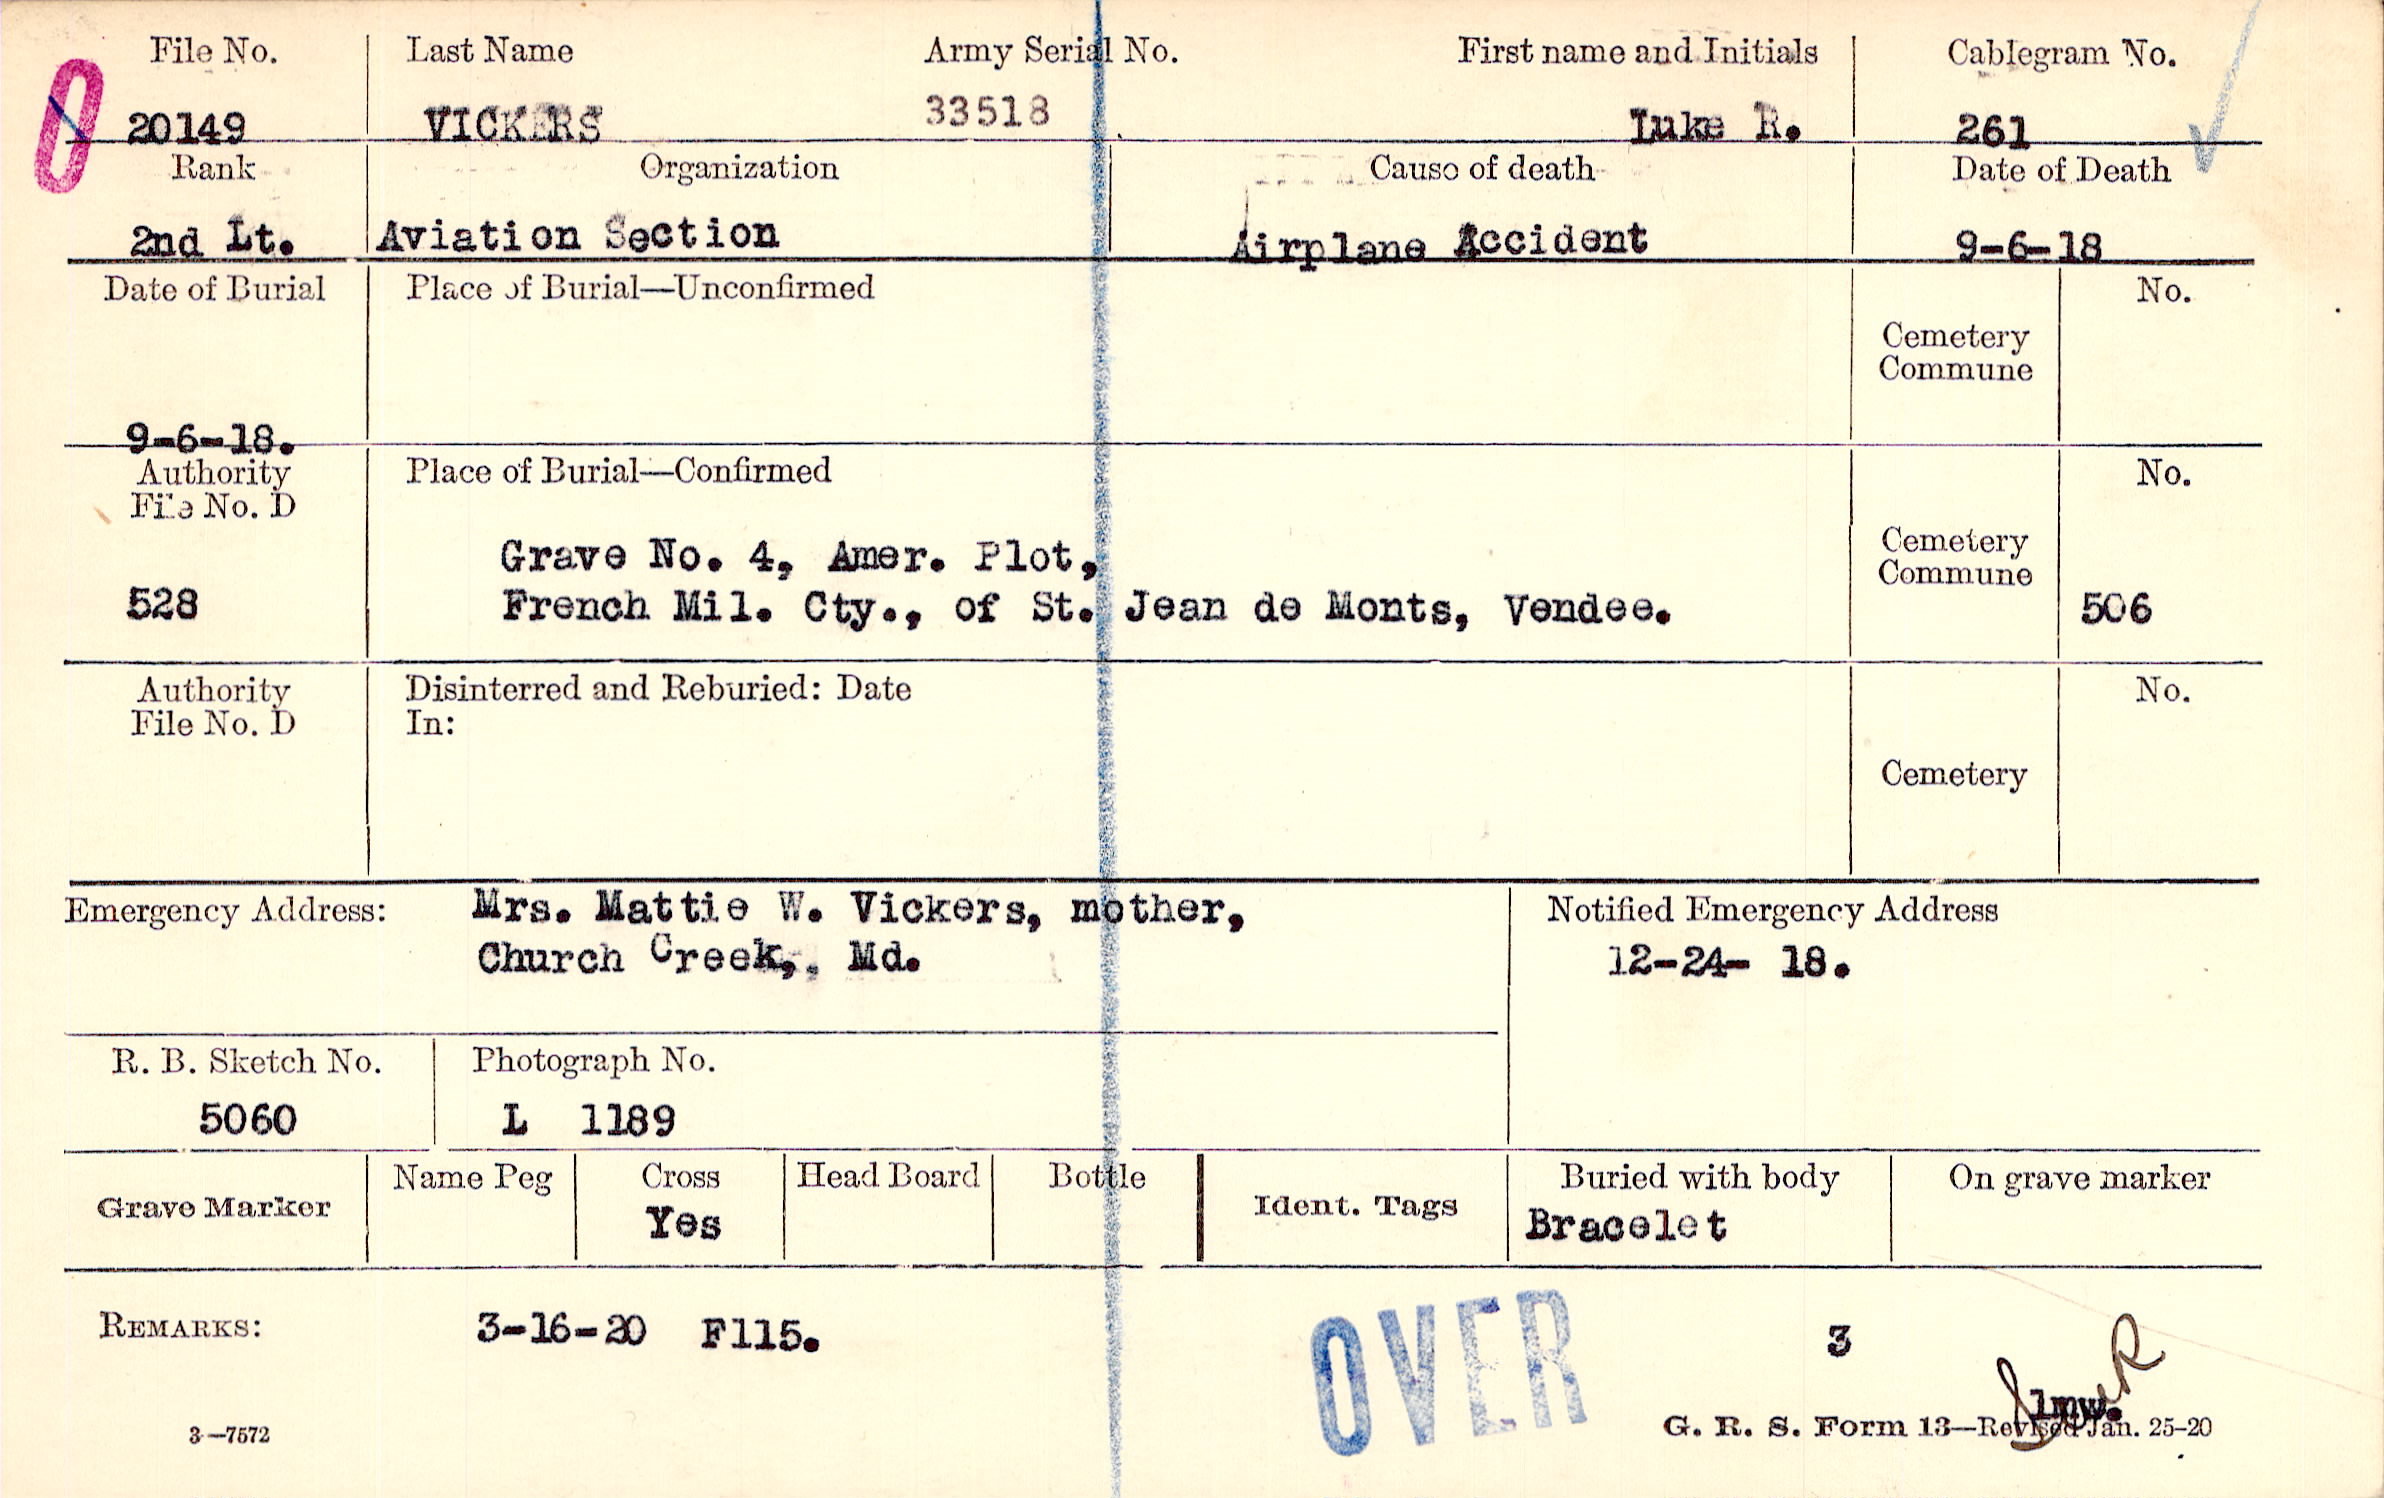 File No. Last Name Army Serial No. First name and Initials Cablegram No.
0 20149 VICKERS 33518 Luke R. 261
Rank Organization Cause of death Date of Death
2nd Lt. Aviation Section Airplane Accident 9-6-18
Date of Burial Place of Burial—Unconfirmed No.
Cemetery
Commune
9-6-18.
Authority Place of Burial—Confirmed No.
File No. D
Grave No. 4, Amer. Plot, Cemetery
Commune
528 French Mil. Cty., of St. Jean de Monts, Vendee. 506
Authority Disinterred and Reburied: Date No.
File No. D In:
Cemetery
Emergency Address: Mrs. Mattie W. Vickers, mother, Notified Emergency Address
Church Creek,, Md. 12-24- 18.
R. B. Sketch No. Photograph No.
5060 L 1189
Grave Marker Name Peg Cross Head Board Bottle Ident. Tags Buried with body On grave marker
Yes Bracelet
REMARKS: 3-16-20 F115. OVER 3
lmw.
3—7572 G. R. S. Form 13—Revised Jan. 25-20